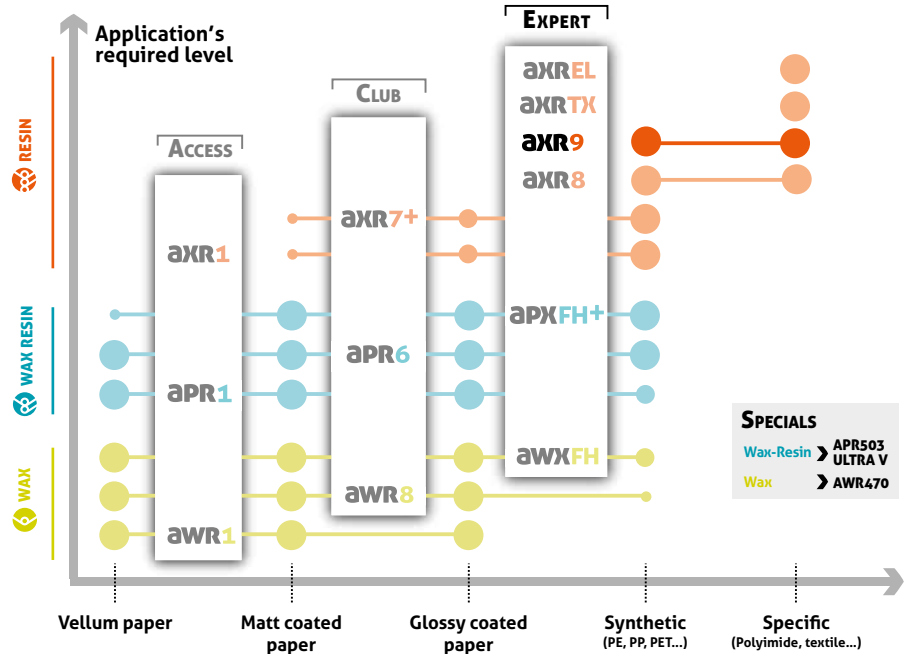 Application's
required level
EXPERT
CLUB
ACCESS
RESIN
WAX RESIN
WAX
aXREL
aXRTX
aXR9
aXR8
aXR7+
aXR1
aPXFH+
aPR6
aPR1
aWXFH
aWR8
aWR1
SPECIALS
Wax-Resin > APR503
ULTRA V
Wax > AWR470
Vellum paper
Matt coated
paper
Glossy coated
paper
Synthetic
(PE, PP, PET...)
Specific
(Polyimide, textile...)